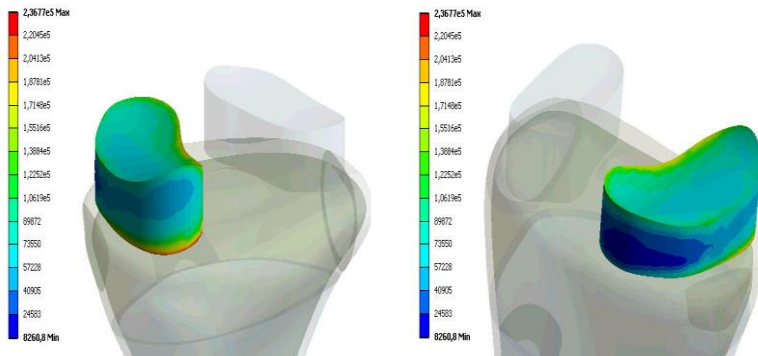 2,3677e5 Max
2,2045e5
2,0413e5
1,8781e5
1,7148e5
1,5516e5
1,3884e5
1,2252e5
1,0619e5
89872
73550
57228
40905
24583
8260,8 Min
2,3677e5 Max
2,2045e5
2,0413e5
1,8781e5
1,7148e5
1,5516e5
1,3884e5
1,2252e5
1,0619e5
89872
73550
57228
40905
24583
8260,8 Min